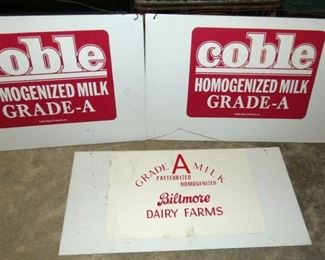 coble
HOMOGENIZED MILK
GRADE-A
coble
HOMOGENIZED MILK
GRADE-A
GRADE A MILK
PASTEURIZED
HOMOGENIZED
Biltmore
DAIRY FARMS